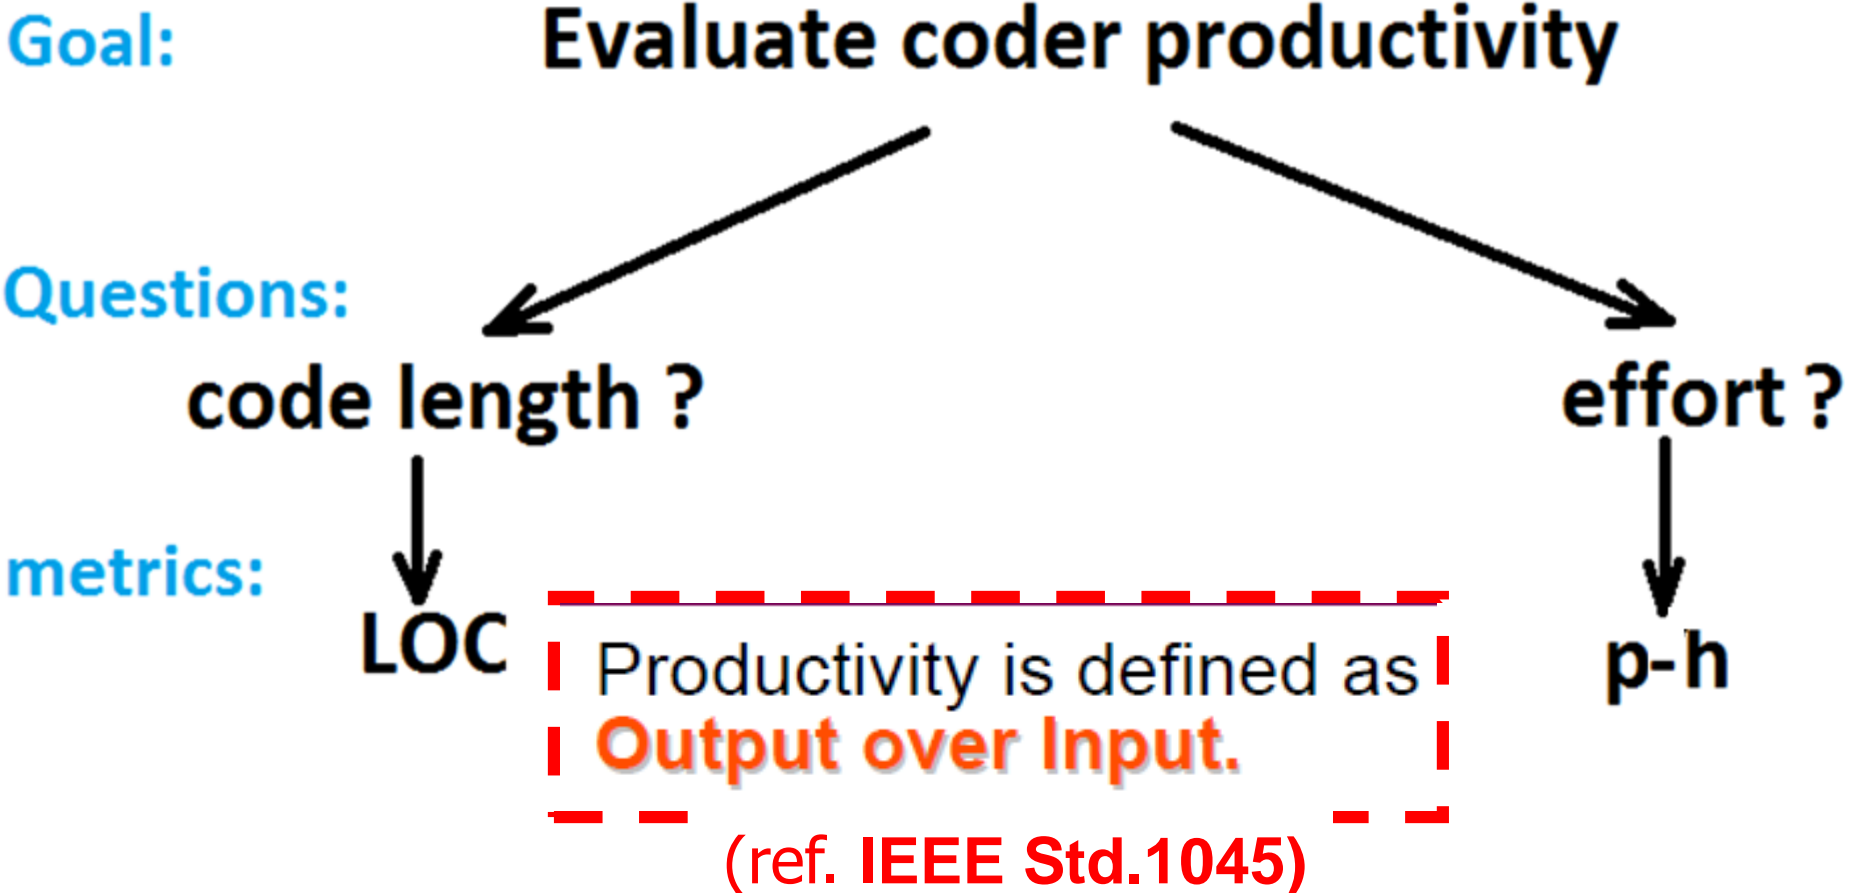 Goal:
Evaluate coder productivity
Questions:
code length ?
effort ?
metrics:
LOC
Productivity is defined as
Output over Input.
p-h
(ref. IEEE Std.1045)